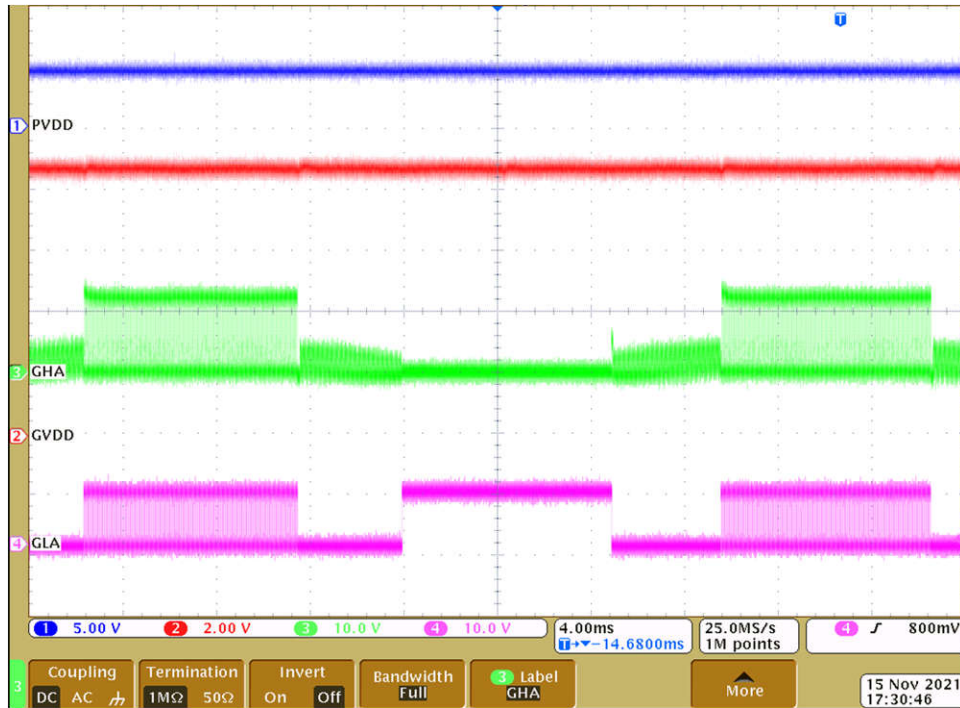 T
1 PVDD
3 GHA
2 GVDD
4 GLA
1 5.00 V 2 2.00 V 3 10.0 V 4 10.0 V
4.00ms
T→▼−14.6800ms
25.0MS/s
1M points
4 ƒ 800mV
3
Coupling
DC AC
Termination
1MΩ 50Ω
Invert
On Off
Bandwidth
Full
3 Label
GHA
More
15 Nov 2021
17:30:46